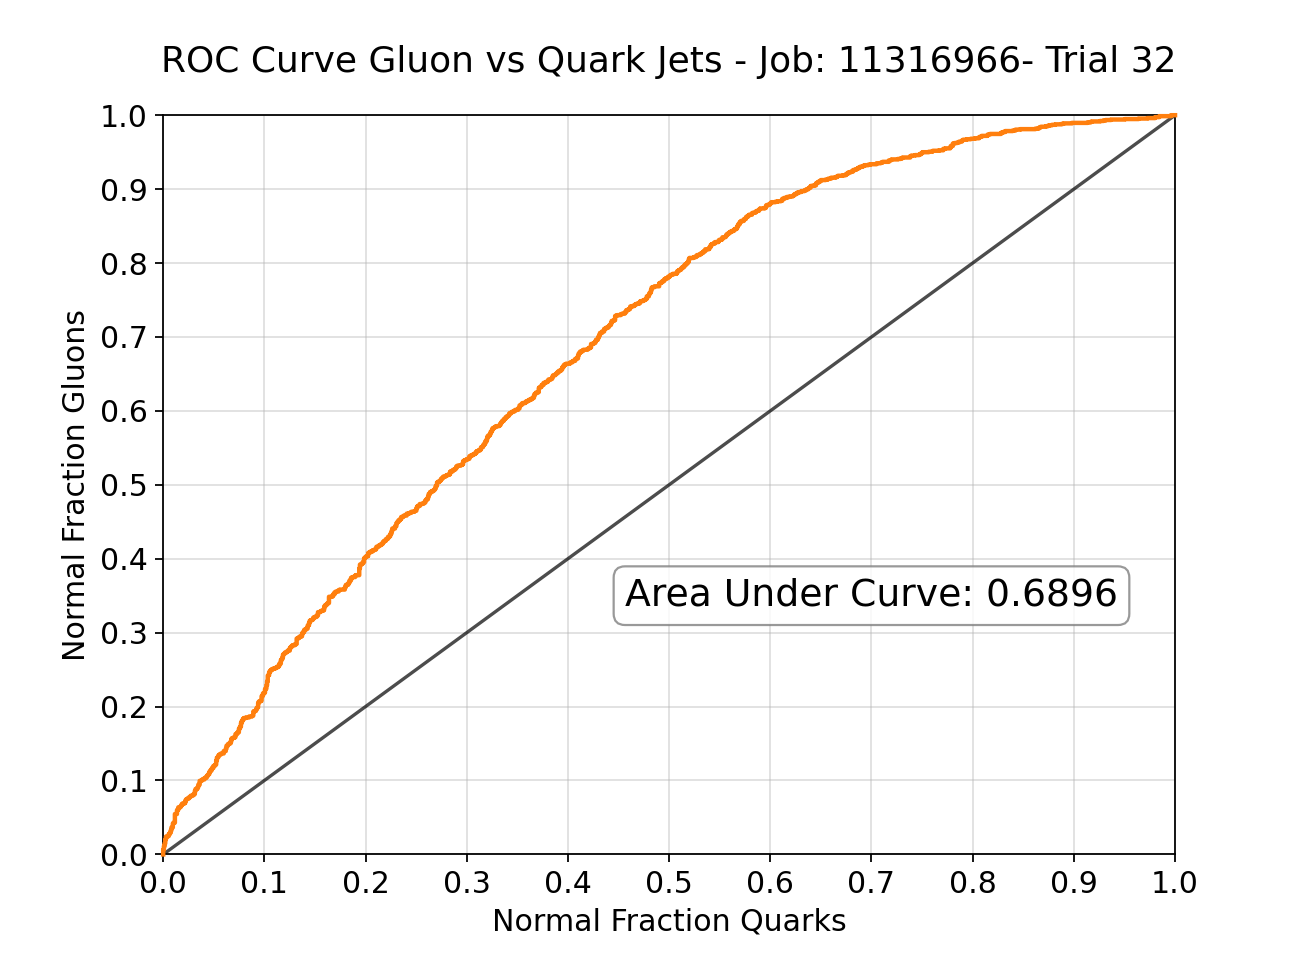 ROC Curve Gluon vs Quark Jets - Job: 11316966- Trial 32
1.0
0.9
0.8
0.7
0.6
0.5
0.4
0.3
0.2
0.1
0.0
Normal Fraction Gluons
Area Under Curve: 0.6896
0.0 0.1 0.2 0.3 0.4 0.5 0.6 0.7 0.8 0.9 1.0
Normal Fraction Quarks